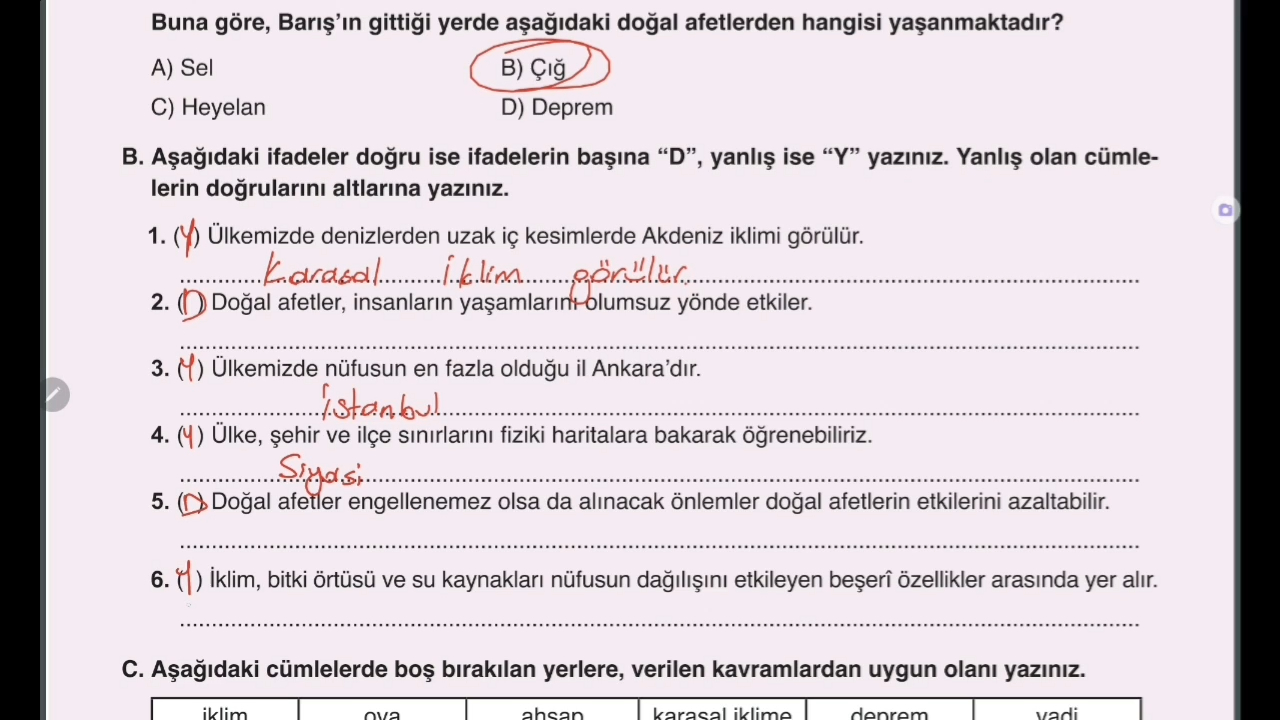 Buna göre, Barış’ın gittiği yerde aşağıdaki doğal afetlerden hangisi yaşanmaktadır?
A) Sel B) Çığ
C) Heyelan D) Deprem
B. Aşağıdaki ifadeler doğru ise ifadelerin başına “D”, yanlış ise “Y” yazınız. Yanlış olan cümle-
lerin doğrularını altlarına yazınız.
1. (Y) Ülkemizde denizlerden uzak iç kesimlerde Akdeniz iklimi görülür.
Karasal İklim görülür.
2. (D) Doğal afetler, insanların yaşamlarını olumsuz yönde etkiler.
3. (Y) Ülkemizde nüfusun en fazla olduğu il Ankara’dır.
İstanbul
4. (Y) Ülke, şehir ve ilçe sınırlarını fiziki haritalara bakarak öğrenebiliriz.
Siyasi
5. (D) Doğal afetler engellenemez olsa da alınacak önlemler doğal afetlerin etkilerini azaltabilir.
6. (Y) İklim, bitki örtüsü ve su kaynakları nüfusun dağılışını etkileyen beşerî özellikler arasında yer alır.
C. Aşağıdaki cümlelerde boş bırakılan yerlere, verilen kavramlardan uygun olanı yazınız.
iklim ova ahşap karasal iklime deprem vadi